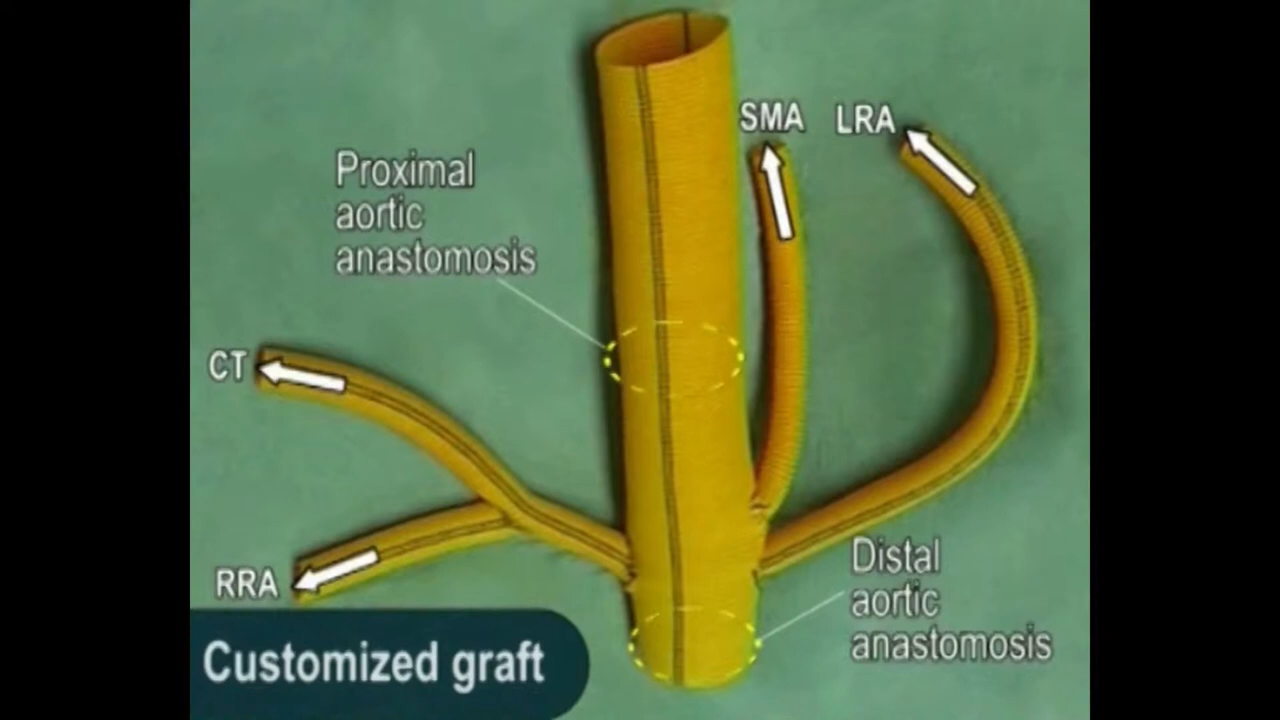 SMA
LRA
Proximal
aortic
anastomosis
CT
RRA
Distal
aortic
anastomosis
Customized graft